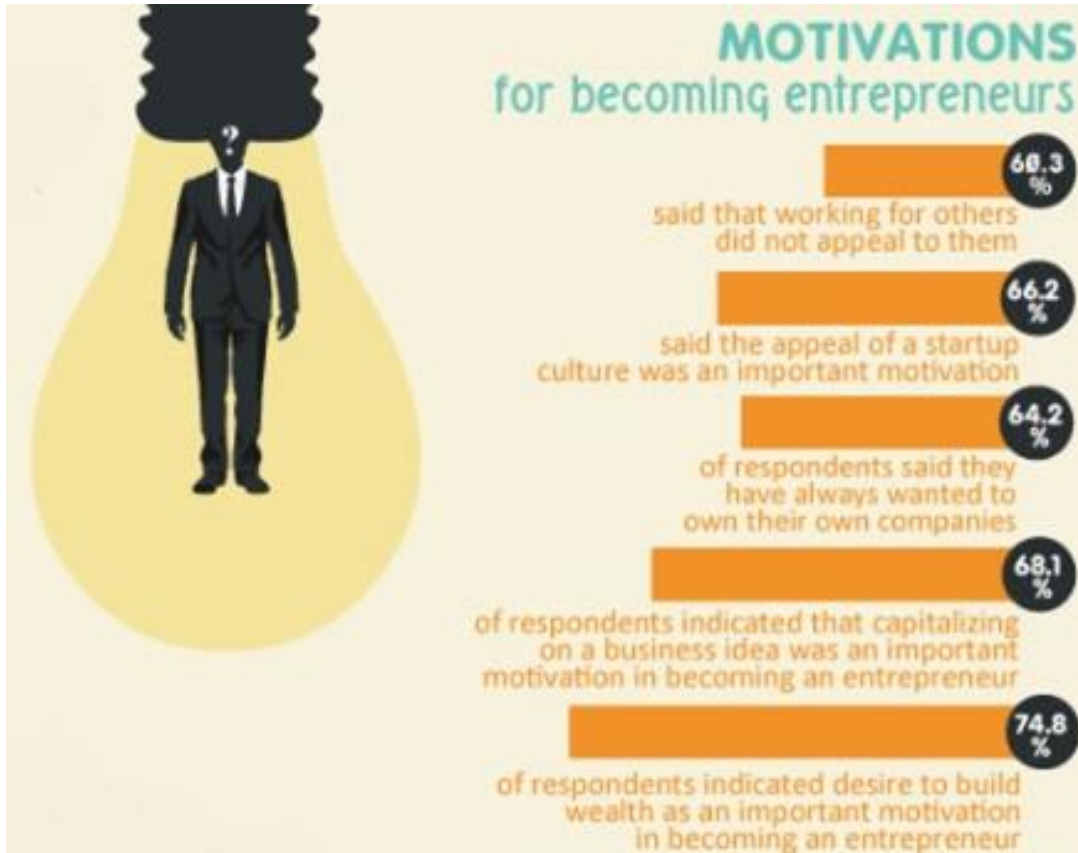 MOTIVATIONS
for becoming entrepreneurs
?
60.3
%
said that working for others
did not appeal to them
66.2
%
said the appeal of a startup
culture was an important motivation
64.2
%
of respondents said they
have always wanted to
own their own companies
68.1
%
of respondents indicated that capitalizing
on a business idea was an important
motivation in becoming an entrepreneur
74.8
%
of respondents indicated desire to build
wealth as an important motivation
in becoming an entrepreneur